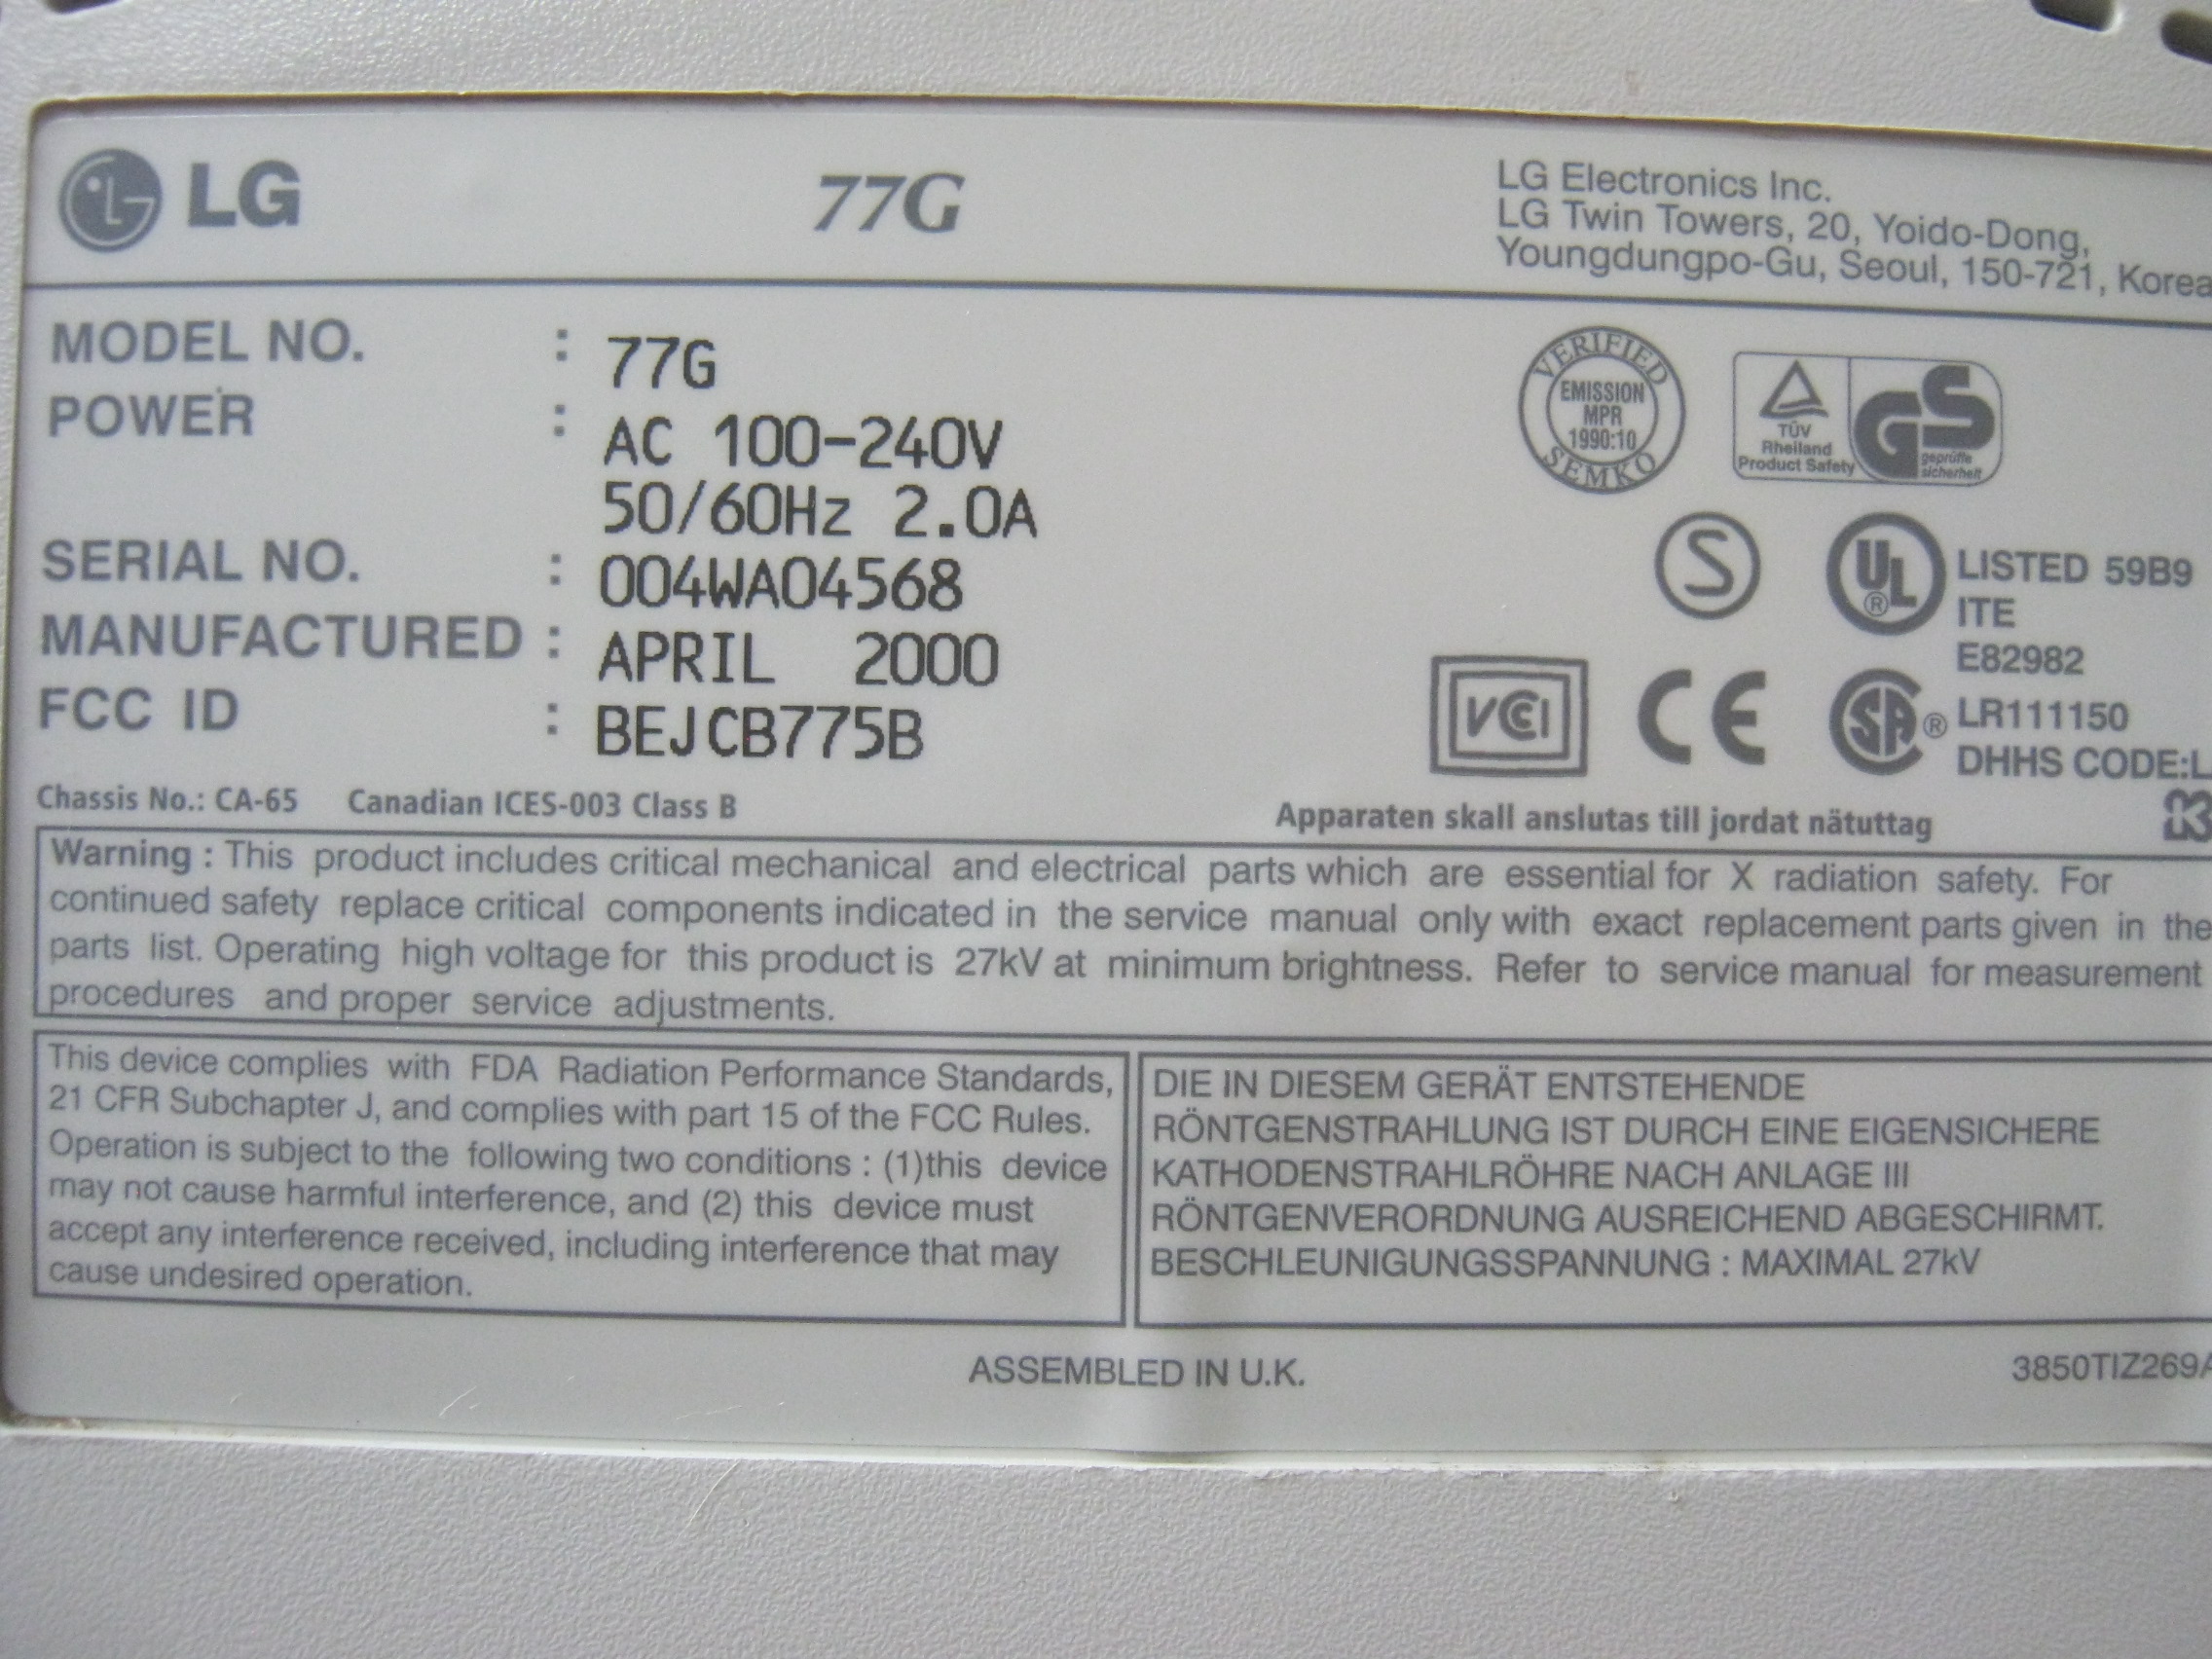 LG
77G
LG Electronics Inc.
LG Twin Towers, 20, Yoido-Dong,
Youngdungpo-Gu, Seoul, 150-721, Korea
MODEL NO. : 77G
POWER : AC 100-240V
50/60Hz 2.0A
SERIAL NO. : 004WA04568
MANUFACTURED : APRIL 2000
FCC ID : BEJCB775B
VERIFIED
EMISSION
MPR
1990:10
SEMKO
TÜV
Rheiland
Product Safety
GS
geprüfte
sicherheit
S
UL
®
LISTED 59B9
ITE
E82982
VCCI
CE
SA ® LR111150
DHHS CODE:L
Chassis No.: CA-65 Canadian ICES-003 Class B
Apparaten skall anslutas till jordat nätuttag
Warning : This product includes critical mechanical and electrical parts which are essential for X radiation safety. For
continued safety replace critical components indicated in the service manual only with exact replacement parts given in the
parts list. Operating high voltage for this product is 27kV at minimum brightness. Refer to service manual for measurement
procedures and proper service adjustments.
This device complies with FDA Radiation Performance Standards,
21 CFR Subchapter J, and complies with part 15 of the FCC Rules.
Operation is subject to the following two conditions : (1)this device
may not cause harmful interference, and (2) this device must
accept any interference received, including interference that may
cause undesired operation.
DIE IN DIESEM GERÄT ENTSTEHENDE
RÖNTGENSTRAHLUNG IST DURCH EINE EIGENSICHERE
KATHODENSTRAHLRÖHRE NACH ANLAGE III
RÖNTGENVERORDNUNG AUSREICHEND ABGESCHIRMT.
BESCHLEUNIGUNGSSPANNUNG : MAXIMAL 27kV
ASSEMBLED IN U.K.
3850TIZ269A